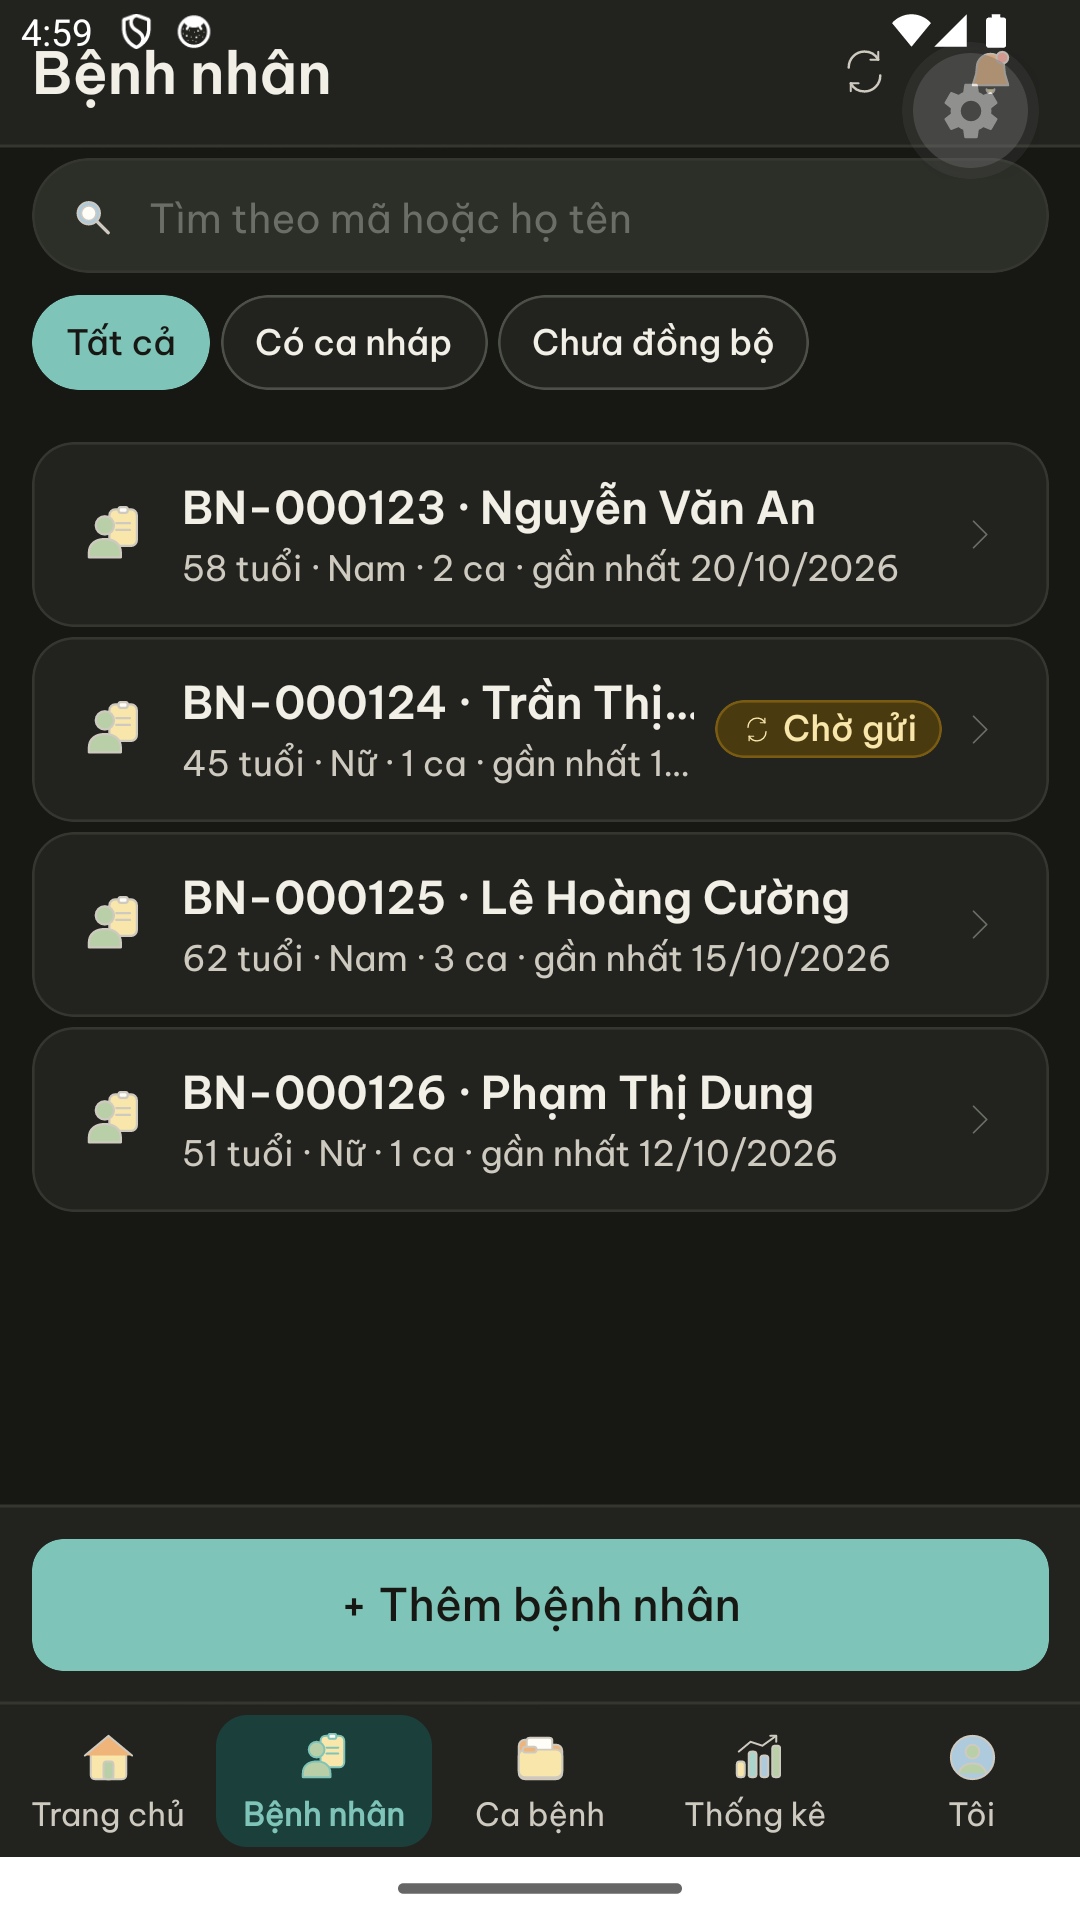 4:59
Bệnh nhân
Tìm theo mã hoặc họ tên
Tất cả
Có ca nháp
Chưa đồng bộ
BN-000123 · Nguyễn Văn An
58 tuổi · Nam · 2 ca · gần nhất 20/10/2026
BN-000124 · Trần Thị...
Chờ gửi
45 tuổi · Nữ · 1 ca · gần nhất 1...
BN-000125 · Lê Hoàng Cường
62 tuổi · Nam · 3 ca · gần nhất 15/10/2026
BN-000126 · Phạm Thị Dung
51 tuổi · Nữ · 1 ca · gần nhất 12/10/2026
+ Thêm bệnh nhân
Trang chủ
Bệnh nhân
Ca bệnh
Thống kê
Tôi